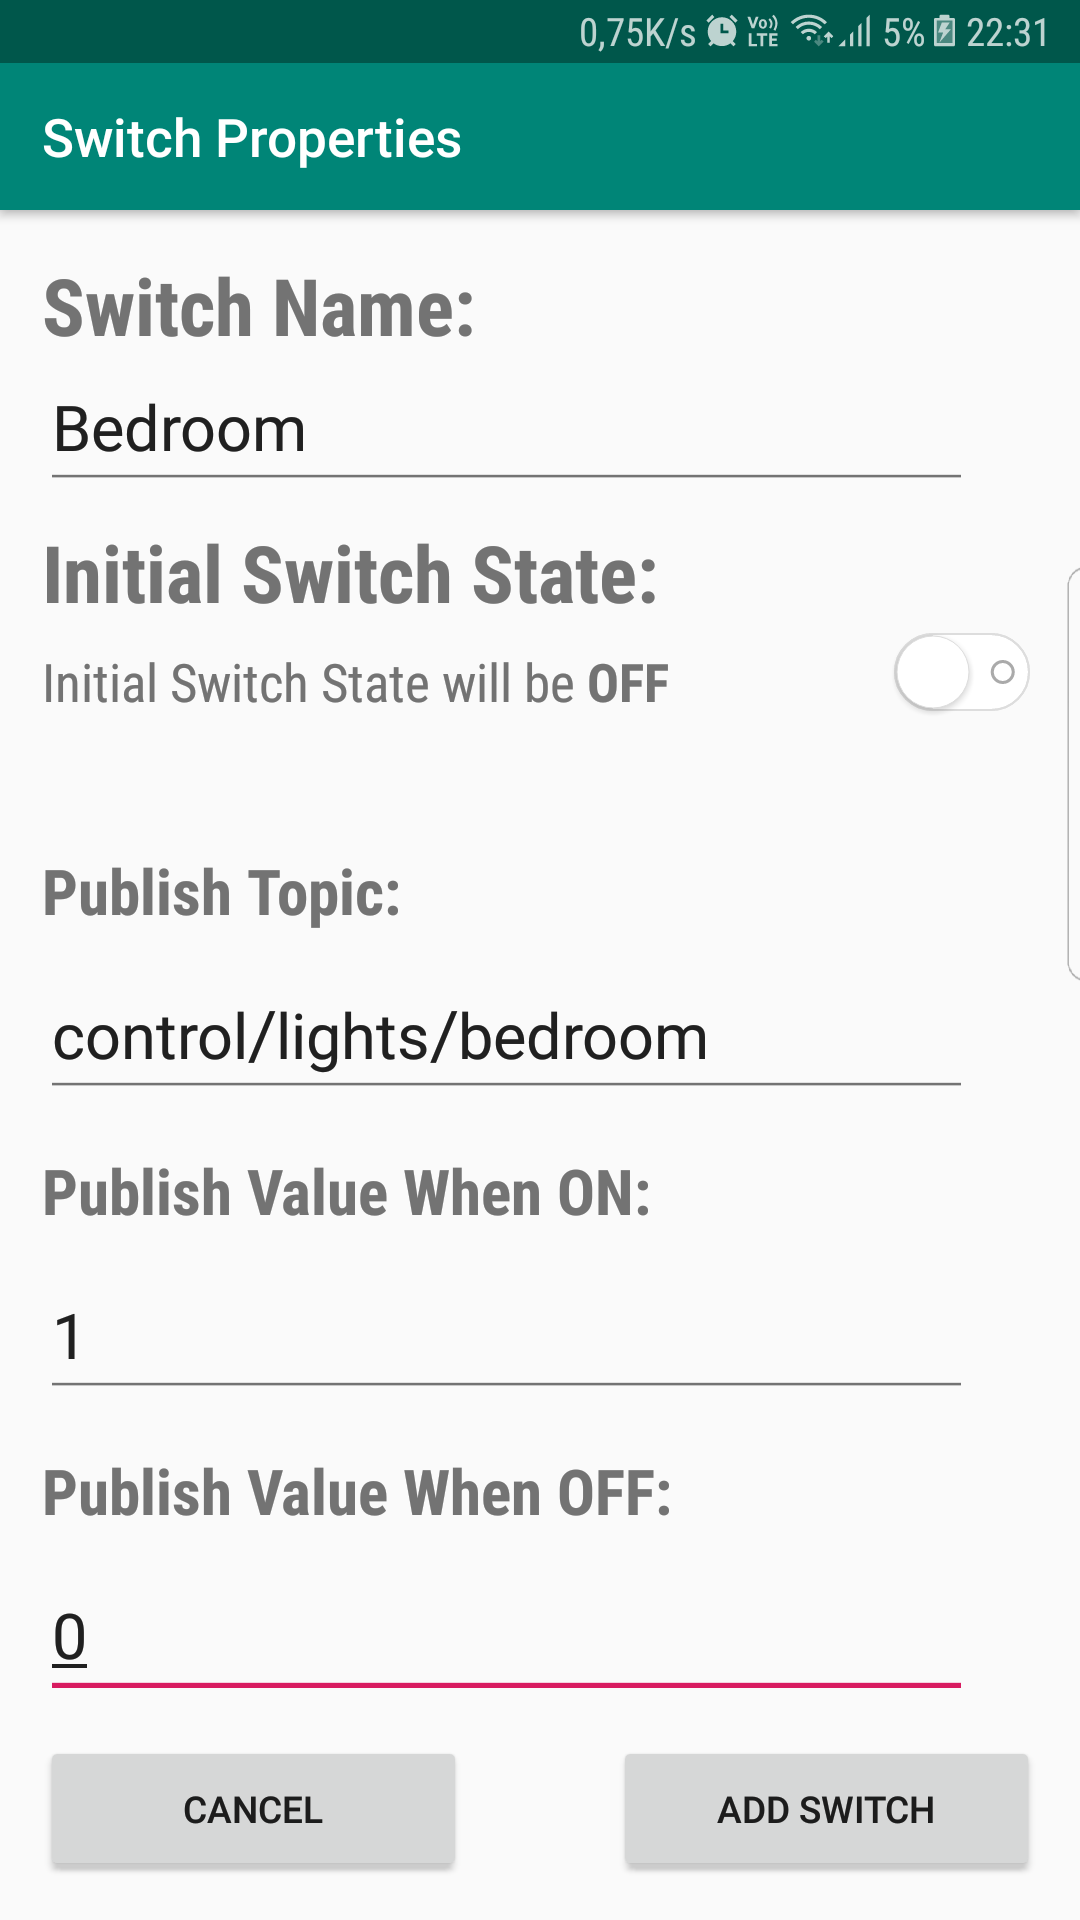 0,75K/s Vo)) LTE 5% 22:31
Switch Properties
Switch Name:
Bedroom
Initial Switch State:
Initial Switch State will be OFF
Publish Topic:
control/lights/bedroom
Publish Value When ON:
1
Publish Value When OFF:
0
CANCEL ADD SWITCH